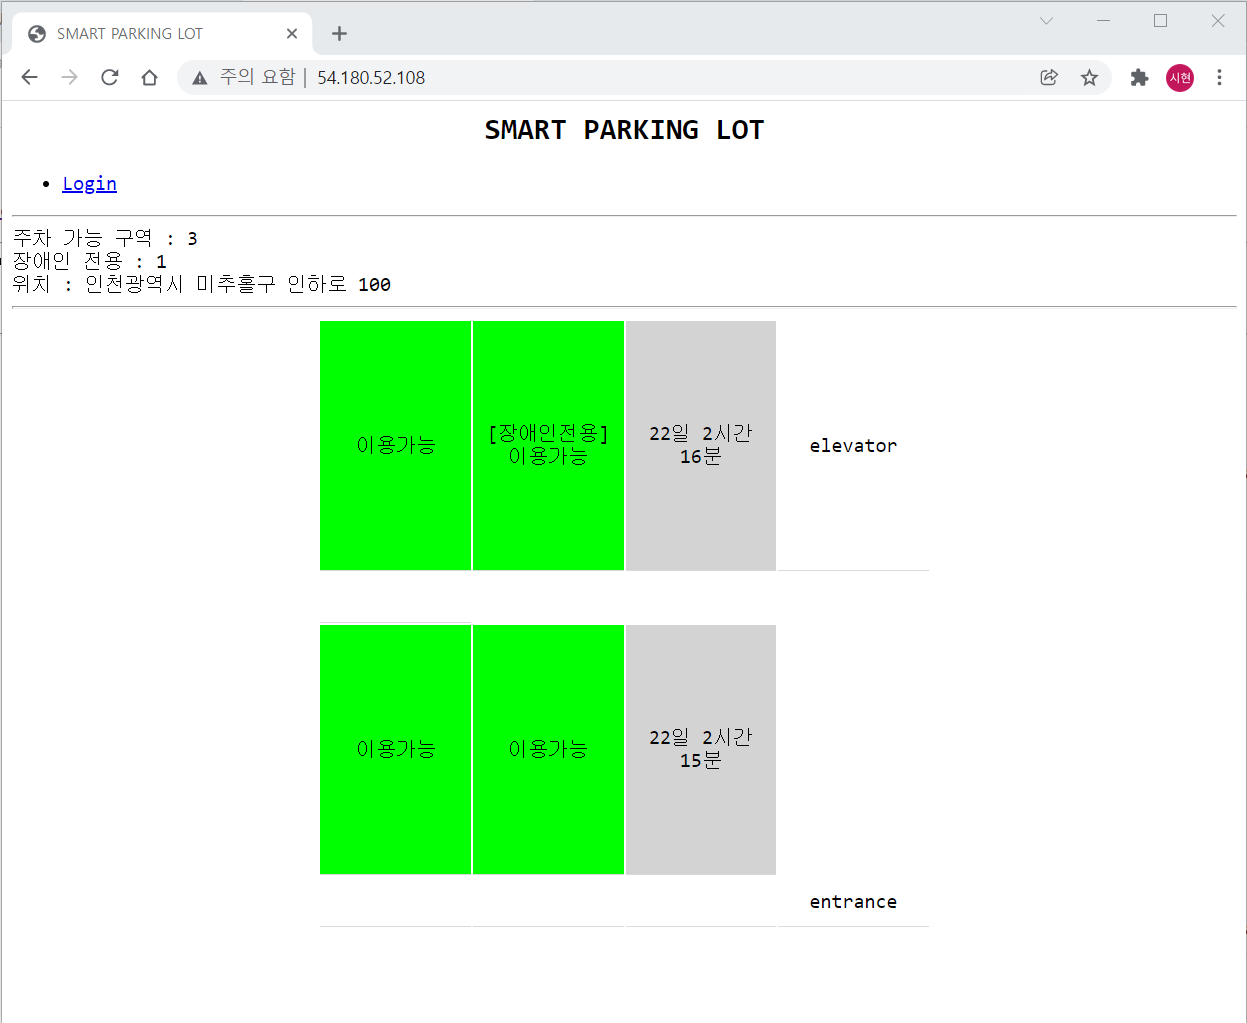 SMART PARKING LOT
주의 요함 | 54.180.52.108
시현
SMART PARKING LOT
Login
주차 가능 구역 : 3
장애인 전용 : 1
위치 : 인천광역시 미추홀구 인하로 100
이용가능
[장애인전용]
이용가능
22일 2시간
16분
elevator
이용가능
이용가능
22일 2시간
15분
entrance